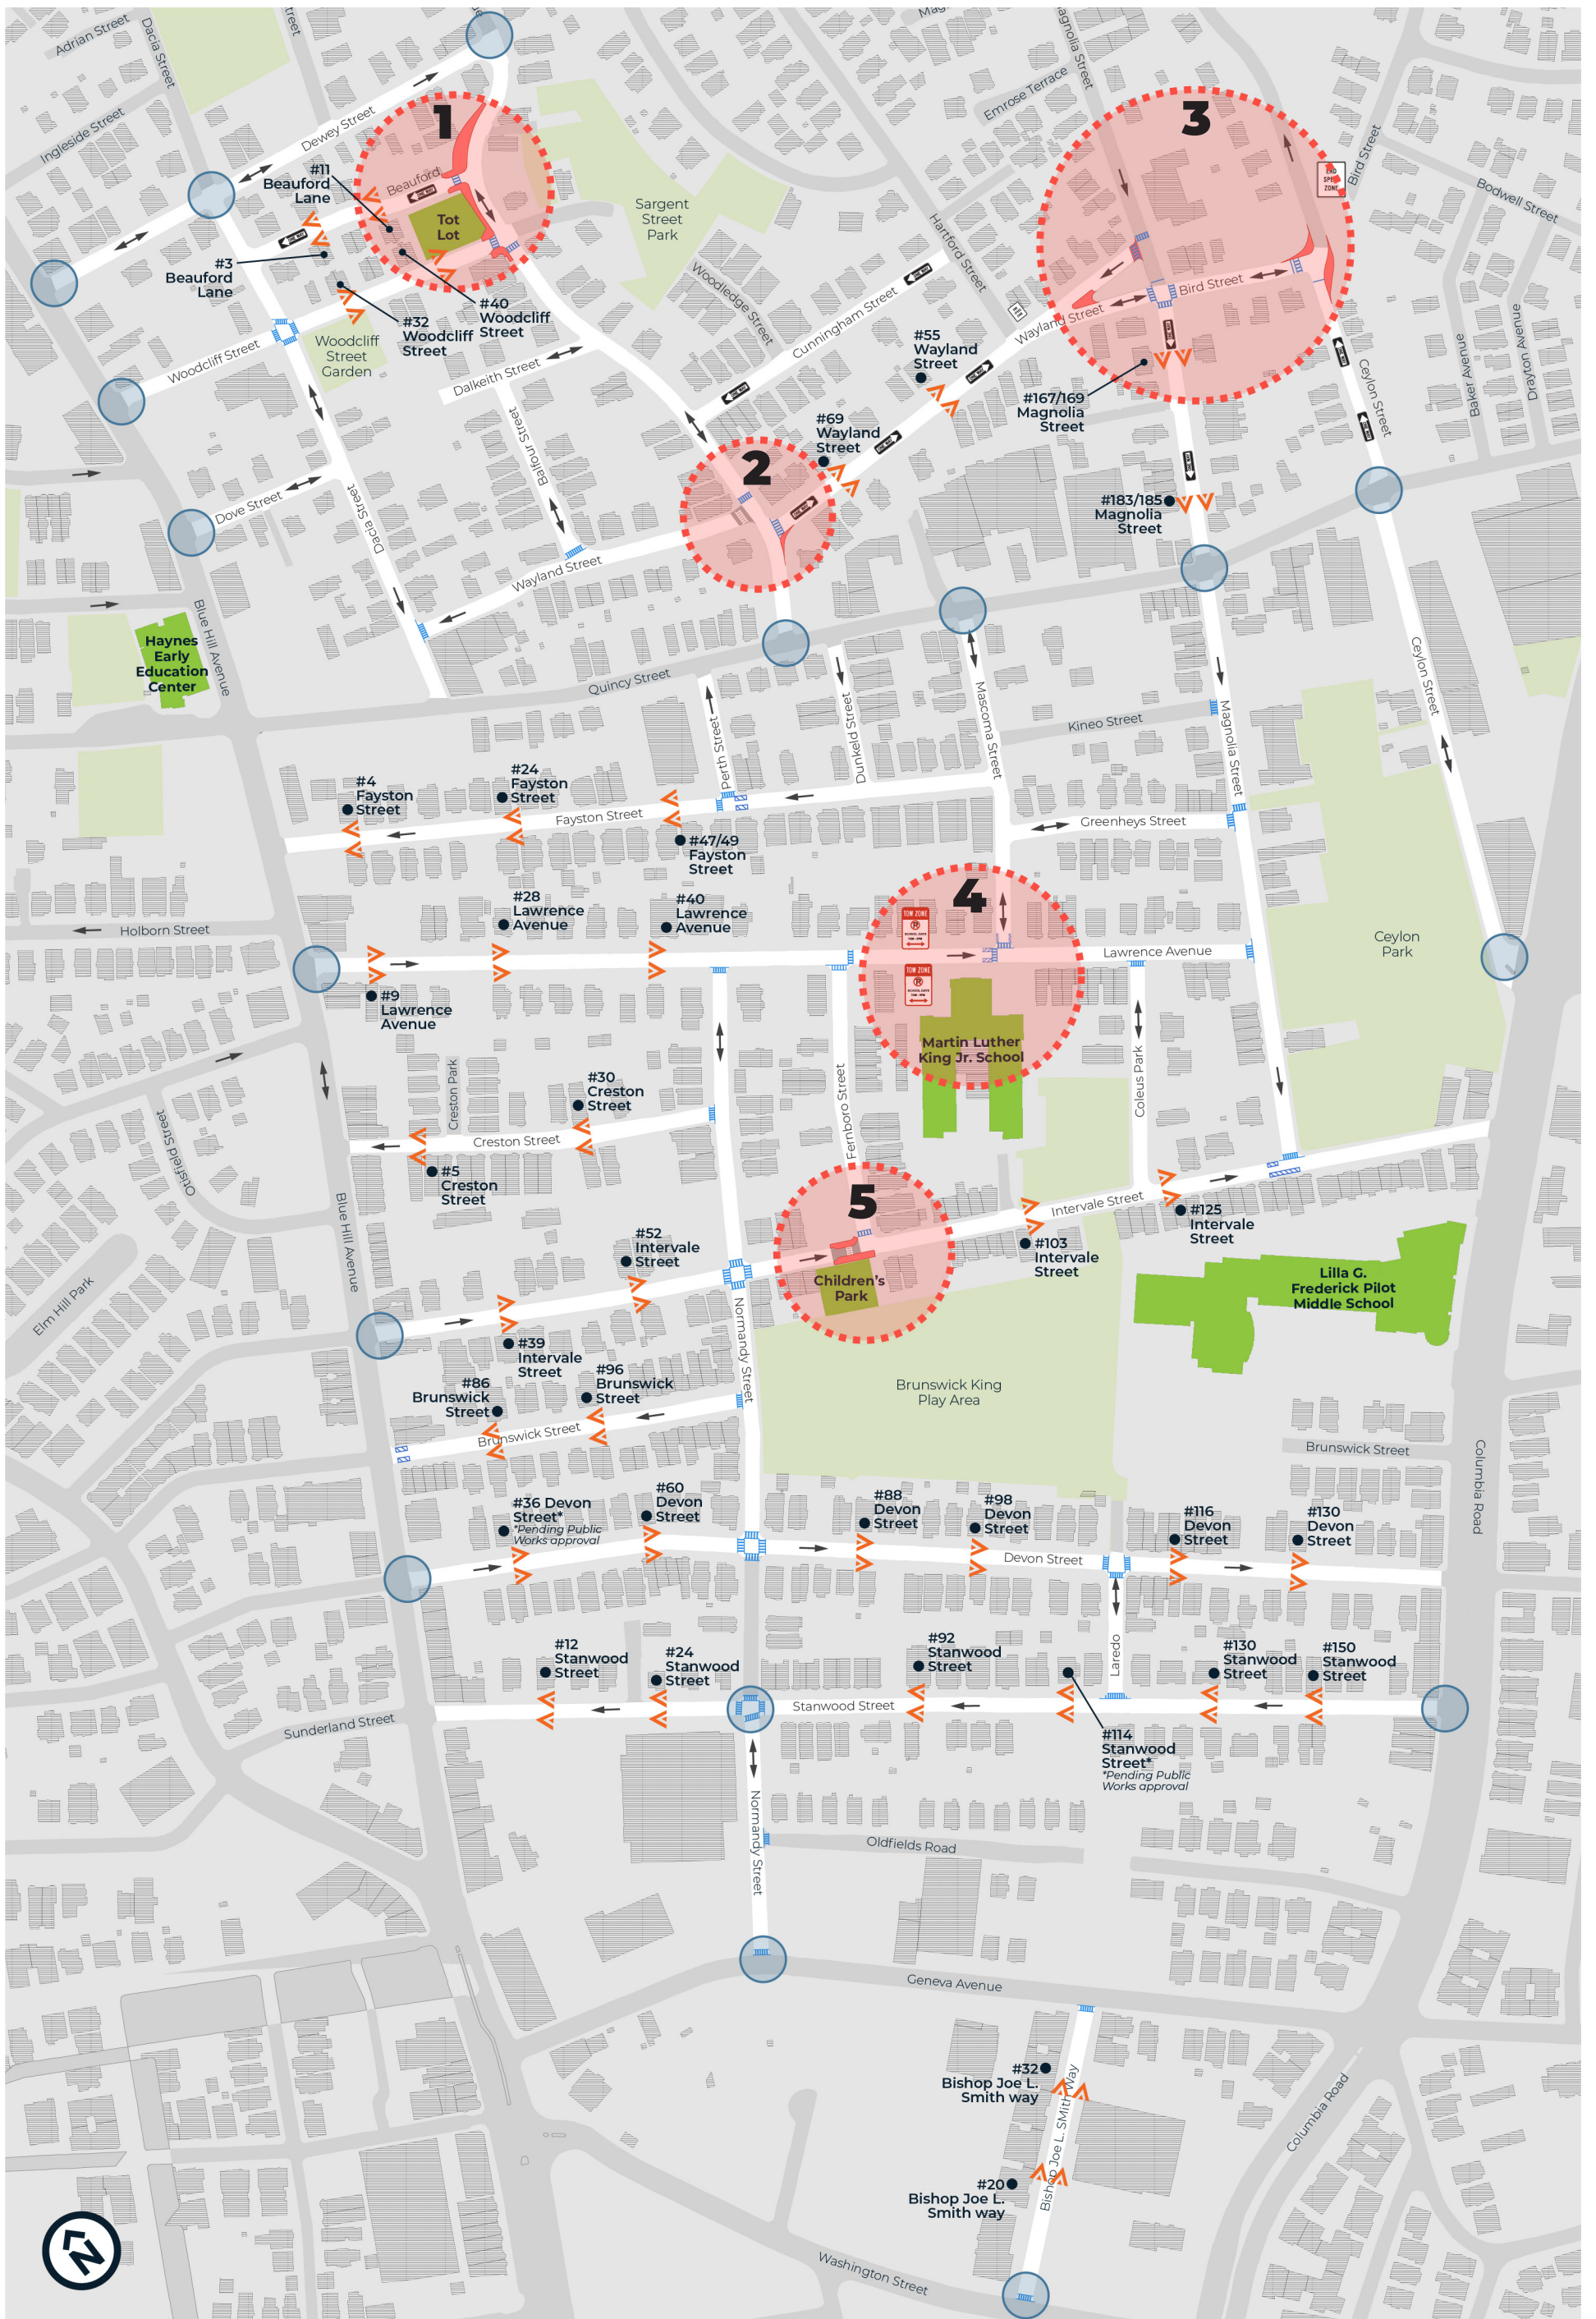 Adrian Street
Dacia Street
Ingleside Street
Dewey Street
1
Beauford
#11
Beauford
Lane
Tot
Lot
#3
Beauford
Lane
#40
Woodcliff
Street
#32
Woodcliff
Street
Woodcliff
Street
Garden
Woodcliff Street
Sargent
Street
Park
Woodledge Street
Hartford Street
Cunningham Street
Emrose Terrace
Magnolia Street
3
END
Bird Street
Bodwell Street
Bird Street
Wayland Street
#55
Wayland
Street
#167/169
Magnolia
Street
Ceylon Street
Baker Avenue
Drayton Avenue
Dalkeith Street
Balfour Street
#69
Wayland
Street
2
#183/185
Magnolia
Street
Dove Street
Dacia Street
Wayland Street
Haynes
Early
Education
Center
Blue Hill Avenue
Quincy Street
Perth Street
Dunkeld Street
Mascoma Street
Kineo Street
Magnolia Street
Ceylon Street
#4
Fayston
Street
#24
Fayston
Street
Fayston Street
#47/49
Fayston
Street
Greenheys Street
#28
Lawrence
Avenue
#40
Lawrence
Avenue
4
TOW ZONE
TOW ZONE
Holborn Street
Lawrence Avenue
Ceylon
Park
#9
Lawrence
Avenue
Martin Luther
King Jr. School
Creston Park
#30
Creston
Street
Creston Street
#5
Creston
Street
Fernboro Street
Coleus Park
Otisfield Street
Blue Hill Avenue
5
Intervale Street
#125
Intervale
Street
#52
Intervale
Street
#103
Intervale
Street
Children's
Park
Lilla G.
Frederick Pilot
Middle School
Elm Hill Park
Normandy Street
#39
Intervale
Street
#86
Brunswick
Street
#96
Brunswick
Street
Brunswick Street
Brunswick King
Play Area
Brunswick Street
Columbia Road
#36 Devon
Street*
*Pending Public
Works approval
#60
Devon
Street
#88
Devon
Street
#98
Devon
Street
#116
Devon
Street
#130
Devon
Street
Devon Street
Laredo
#12
Stanwood
Street
#24
Stanwood
Street
#92
Stanwood
Street
#130
Stanwood
Street
#150
Stanwood
Street
Stanwood Street
Sunderland Street
#114
Stanwood
Street*
*Pending Public
Works approval
Normandy Street
Oldfields Road
Geneva Avenue
#32
Bishop Joe L.
Smith way
Bishop Joe L. SMith Way
#20
Bishop Joe L.
Smith way
Columbia Road
Washington Street
N